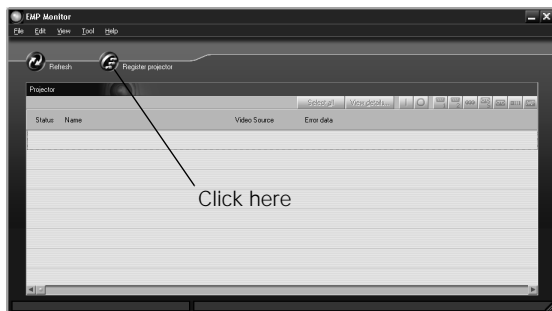 EMP Monitor
File Edit View Tool Help
Refresh Register projector
Projector
Select all View details...
Status Name Video Source Error data
Click here